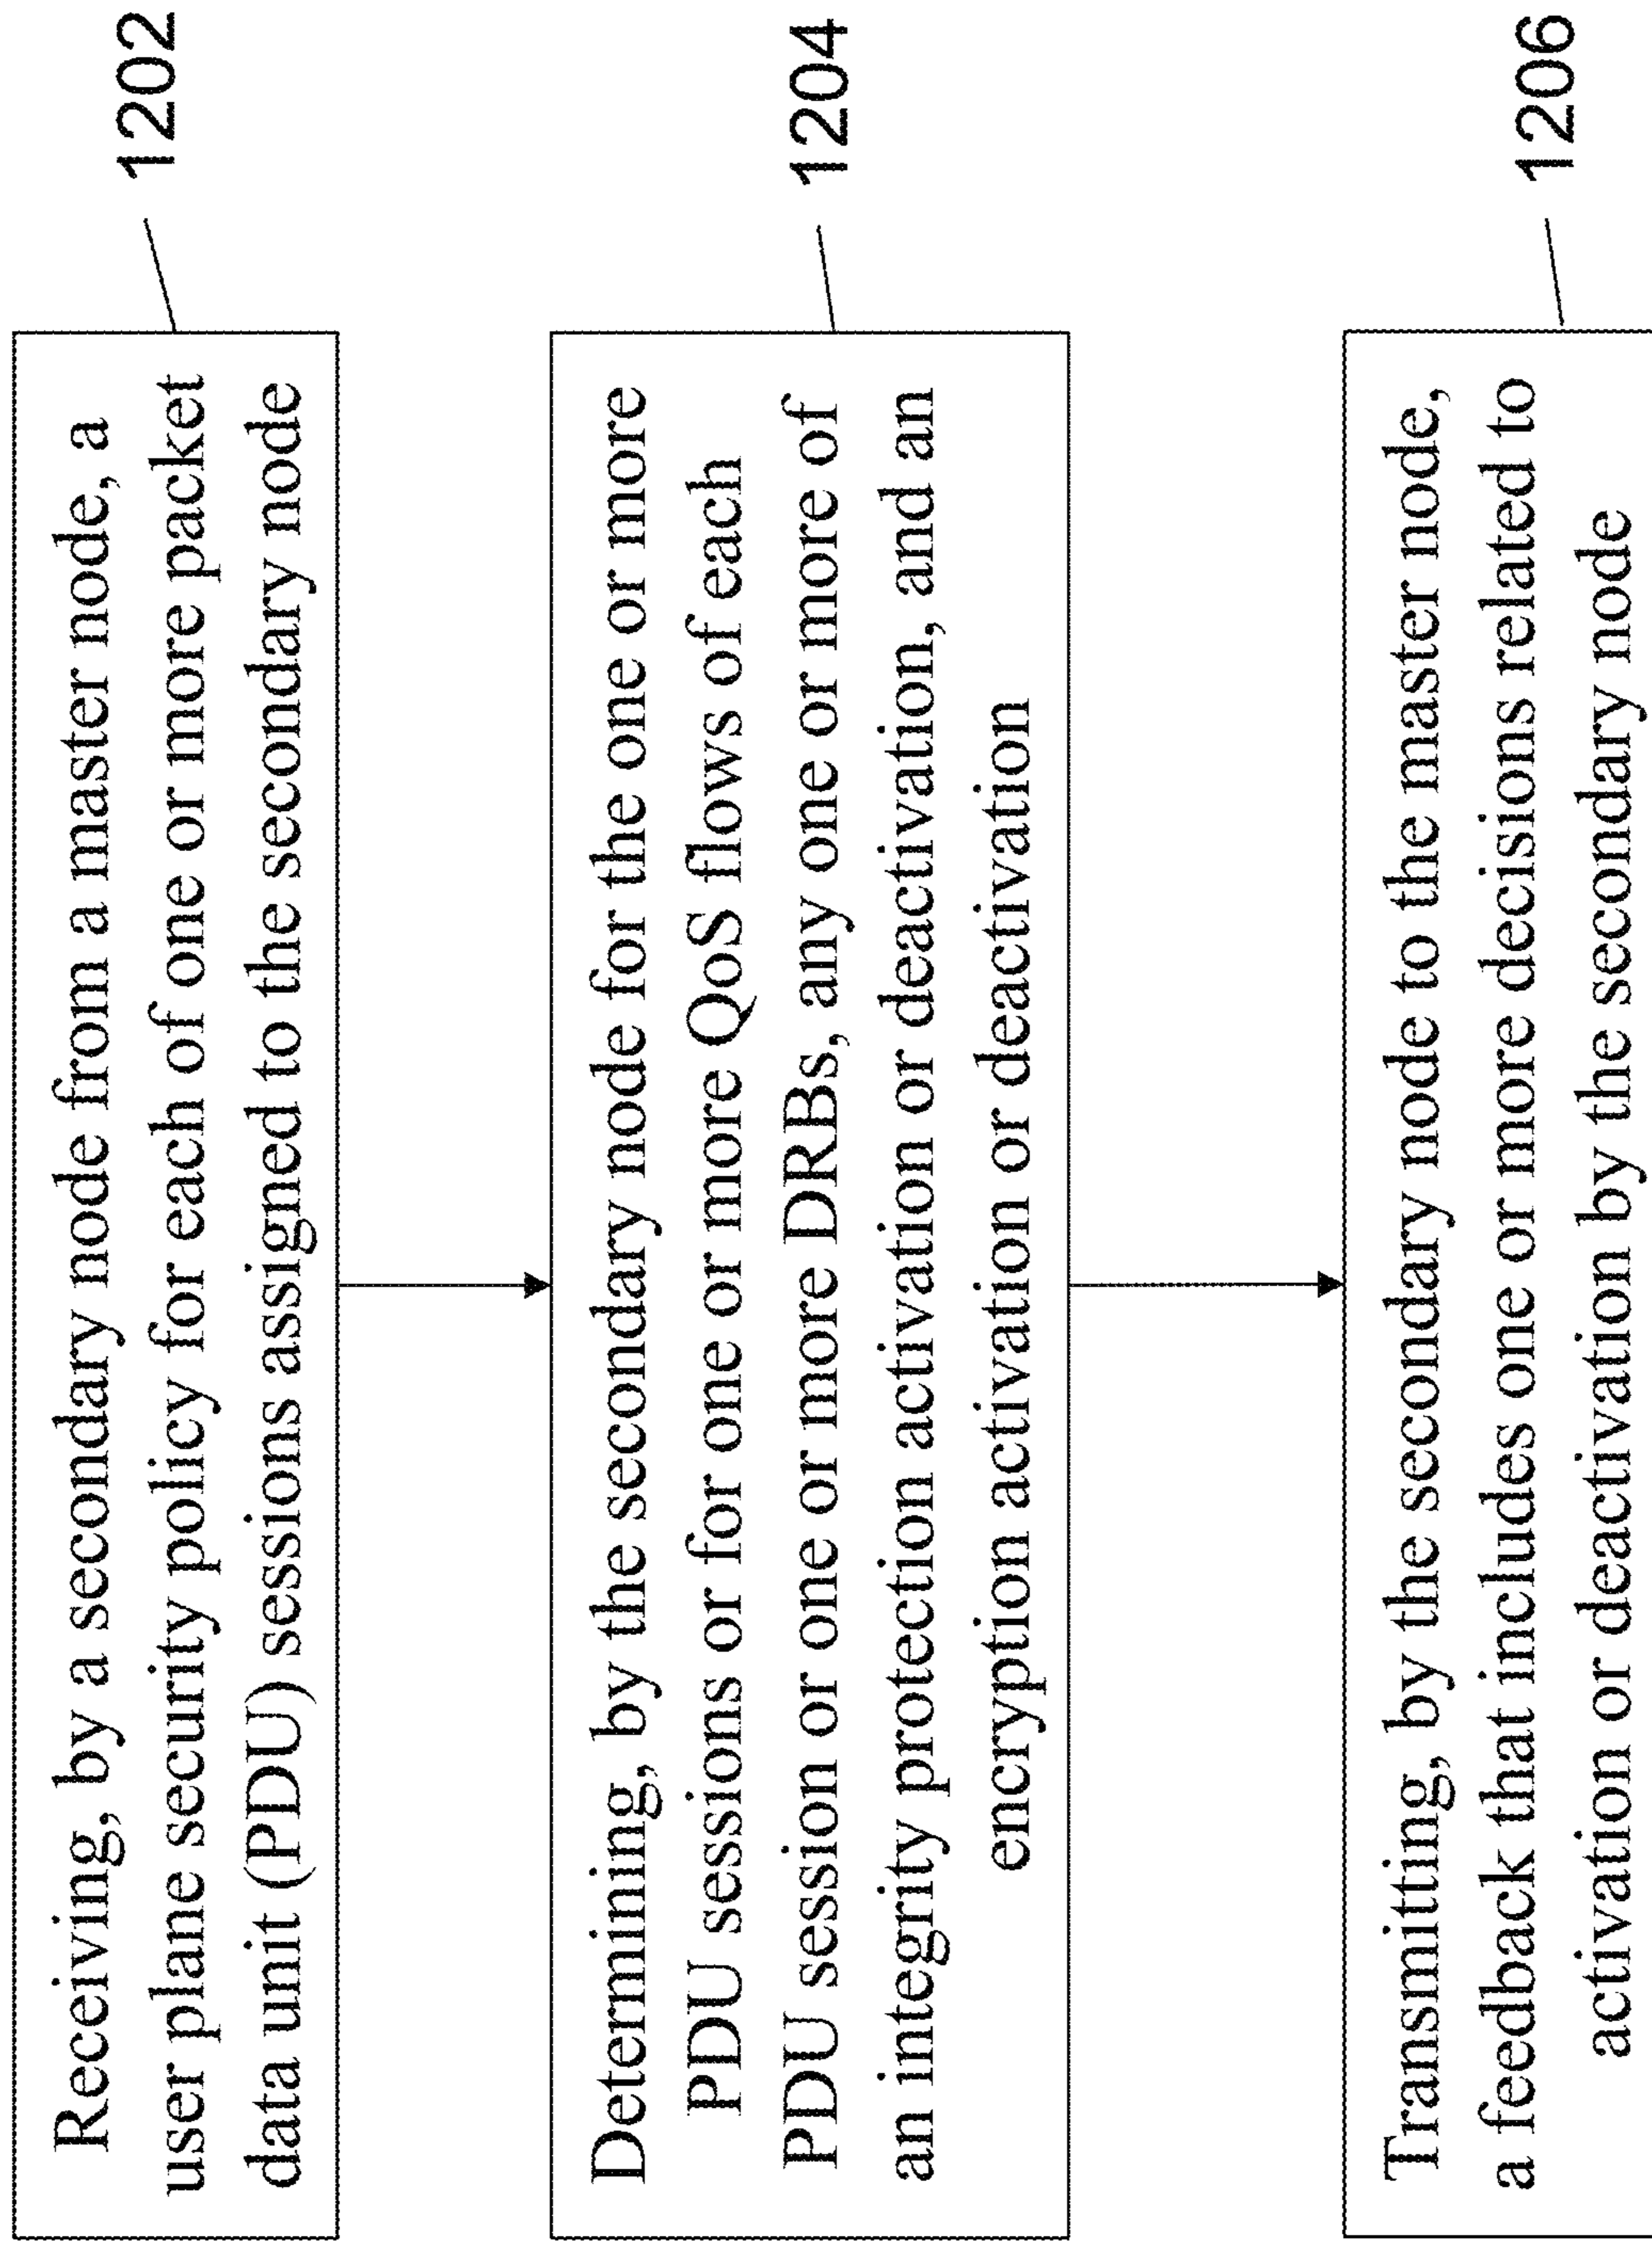 Receiving, by a secondary node from a master node, a
user plane security policy for each of one or more packet
data unit (PDU) sessions assigned to the secondary node
1202
Determining, by the secondary node for the one or more
PDU sessions or for one or more QoS flows of each
PDU session or one or more DRBs, any one or more of
an integrity protection activation or deactivation, and an
encryption activation or deactivation
1204
Transmitting, by the secondary node to the master node,
a feedback that includes one or more decisions related to
activation or deactivation by the secondary node
1206